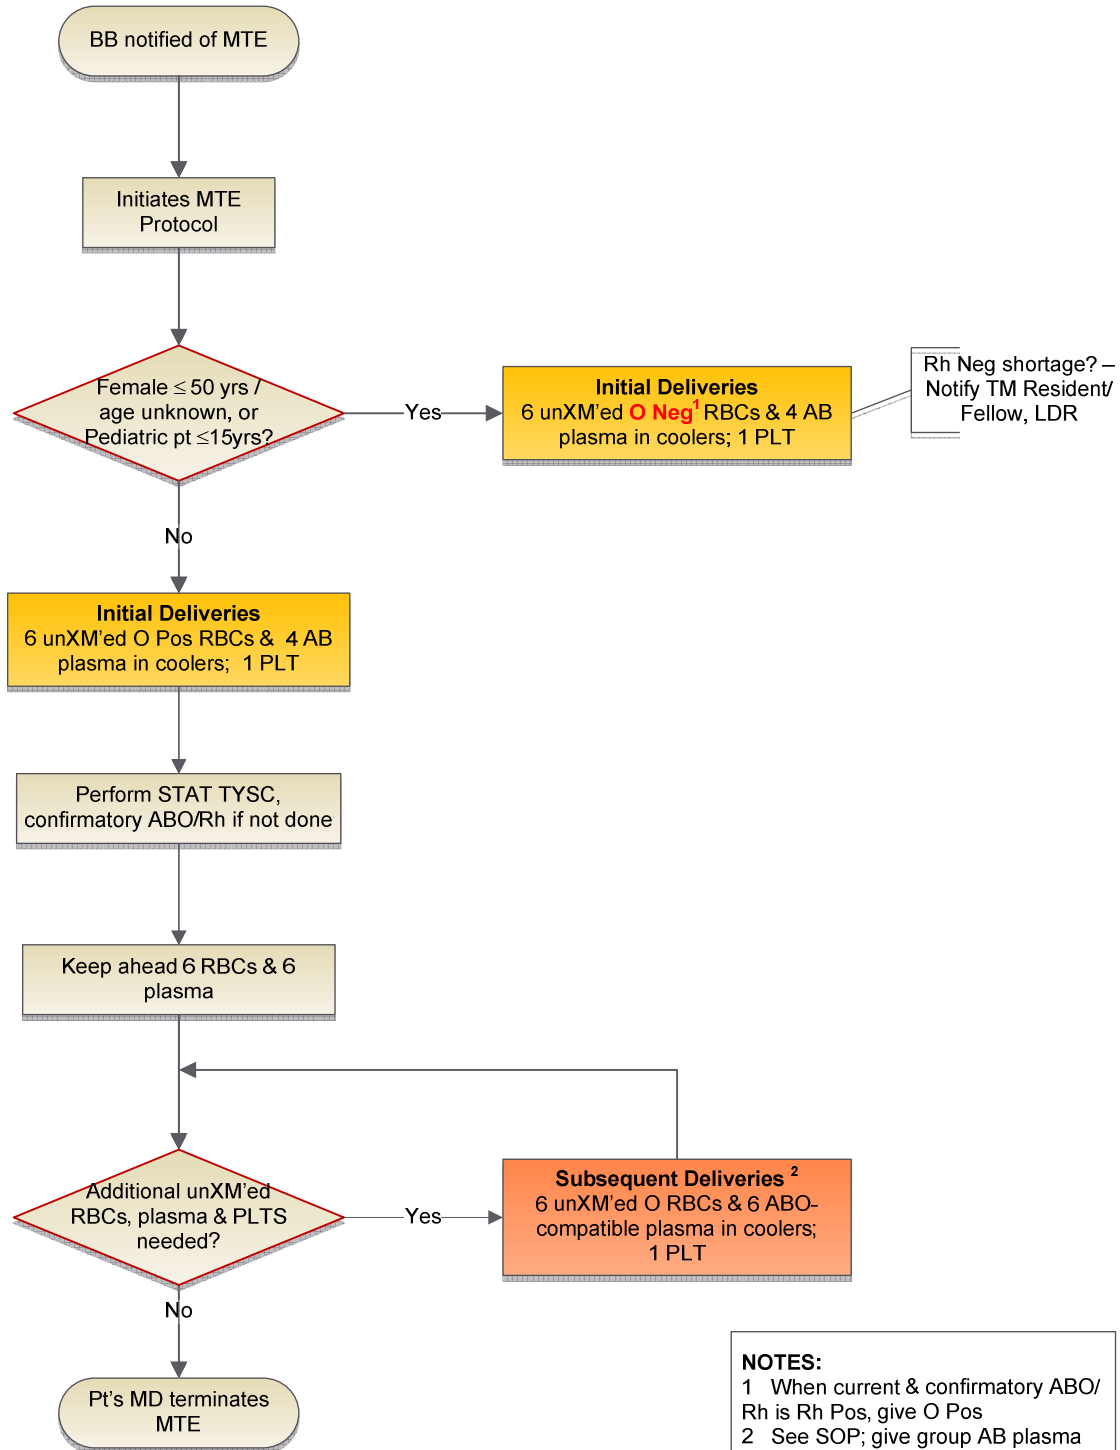 BB notified of MTE
Initiates MTE
Protocol
Female ≤ 50 yrs /
age unknown, or
Pediatric pt ≤15yrs?
Yes
Initial Deliveries
6 unXM'ed O Neg¹ RBCs & 4 AB
plasma in coolers; 1 PLT
Rh Neg shortage? –
Notify TM Resident/
Fellow, LDR
No
Initial Deliveries
6 unXM'ed O Pos RBCs & 4 AB
plasma in coolers; 1 PLT
Perform STAT TYSC,
confirmatory ABO/Rh if not done
Keep ahead 6 RBCs & 6
plasma
Additional unXM'ed
RBCs, plasma & PLTS
needed?
Yes
Subsequent Deliveries ²
6 unXM'ed O RBCs & 6 ABO-
compatible plasma in coolers;
1 PLT
No
Pt's MD terminates
MTE
NOTES:
1 When current & confirmatory ABO/
Rh is Rh Pos, give O Pos
2 See SOP; give group AB plasma